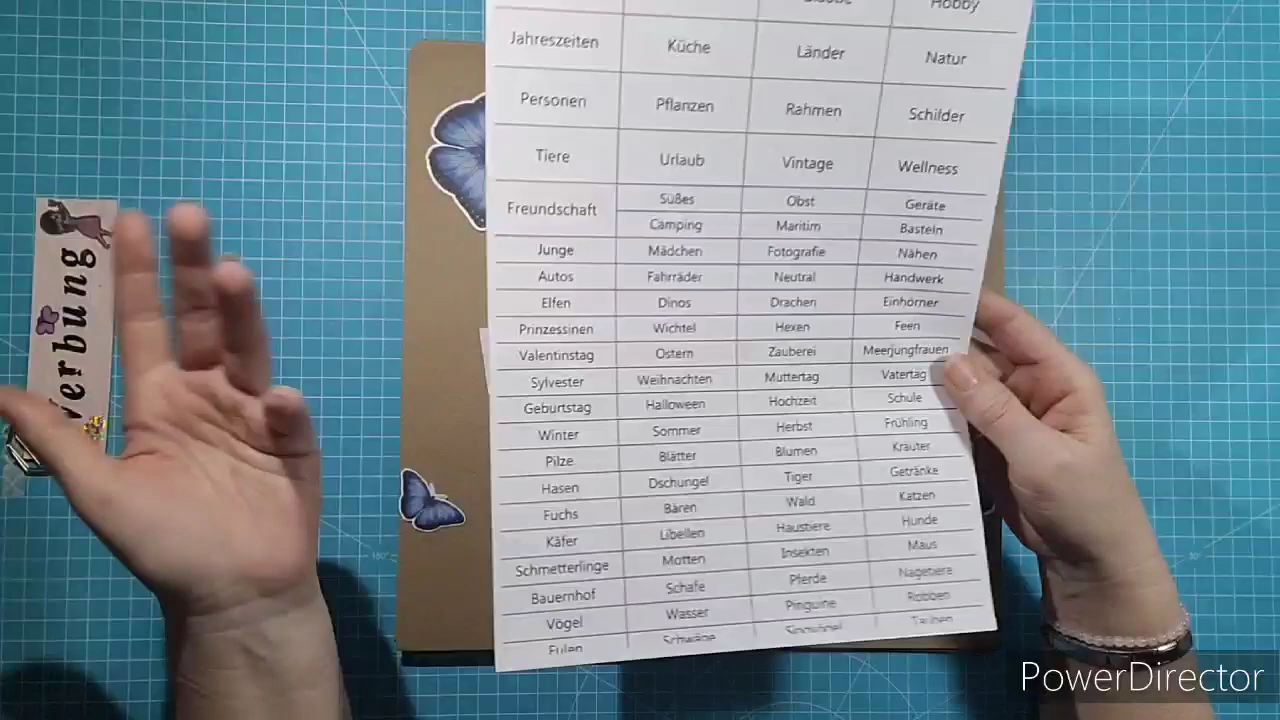 Hobby
Jahreszeiten Küche Länder Natur
Personen Pflanzen Rahmen Schilder
Tiere Urlaub Vintage Wellness
Freundschaft Süßes Obst Geräte
Camping Maritim Basteln
Junge Mädchen Fotografie Nähen
Autos Fahrräder Neutral Handwerk
Elfen Dinos Drachen Einhörner
Prinzessinen Wichtel Hexen Feen
Valentinstag Ostern Zauberei Meerjungfrauen
Sylvester Weihnachten Muttertag Vatertag
Geburtstag Halloween Hochzeit Schule
Winter Sommer Herbst Frühling
Pilze Blätter Blumen Kräuter
Hasen Dschungel Tiger Getränke
Fuchs Bären Wald Katzen
Käfer Libellen Haustiere Hunde
Schmetterlinge Motten Insekten Maus
Bauernhof Schafe Pferde Nagetiere
Vögel Wasser Pinguine Robben
Eulen Schwäne Singvögel Tauben
Werbung
PowerDirector